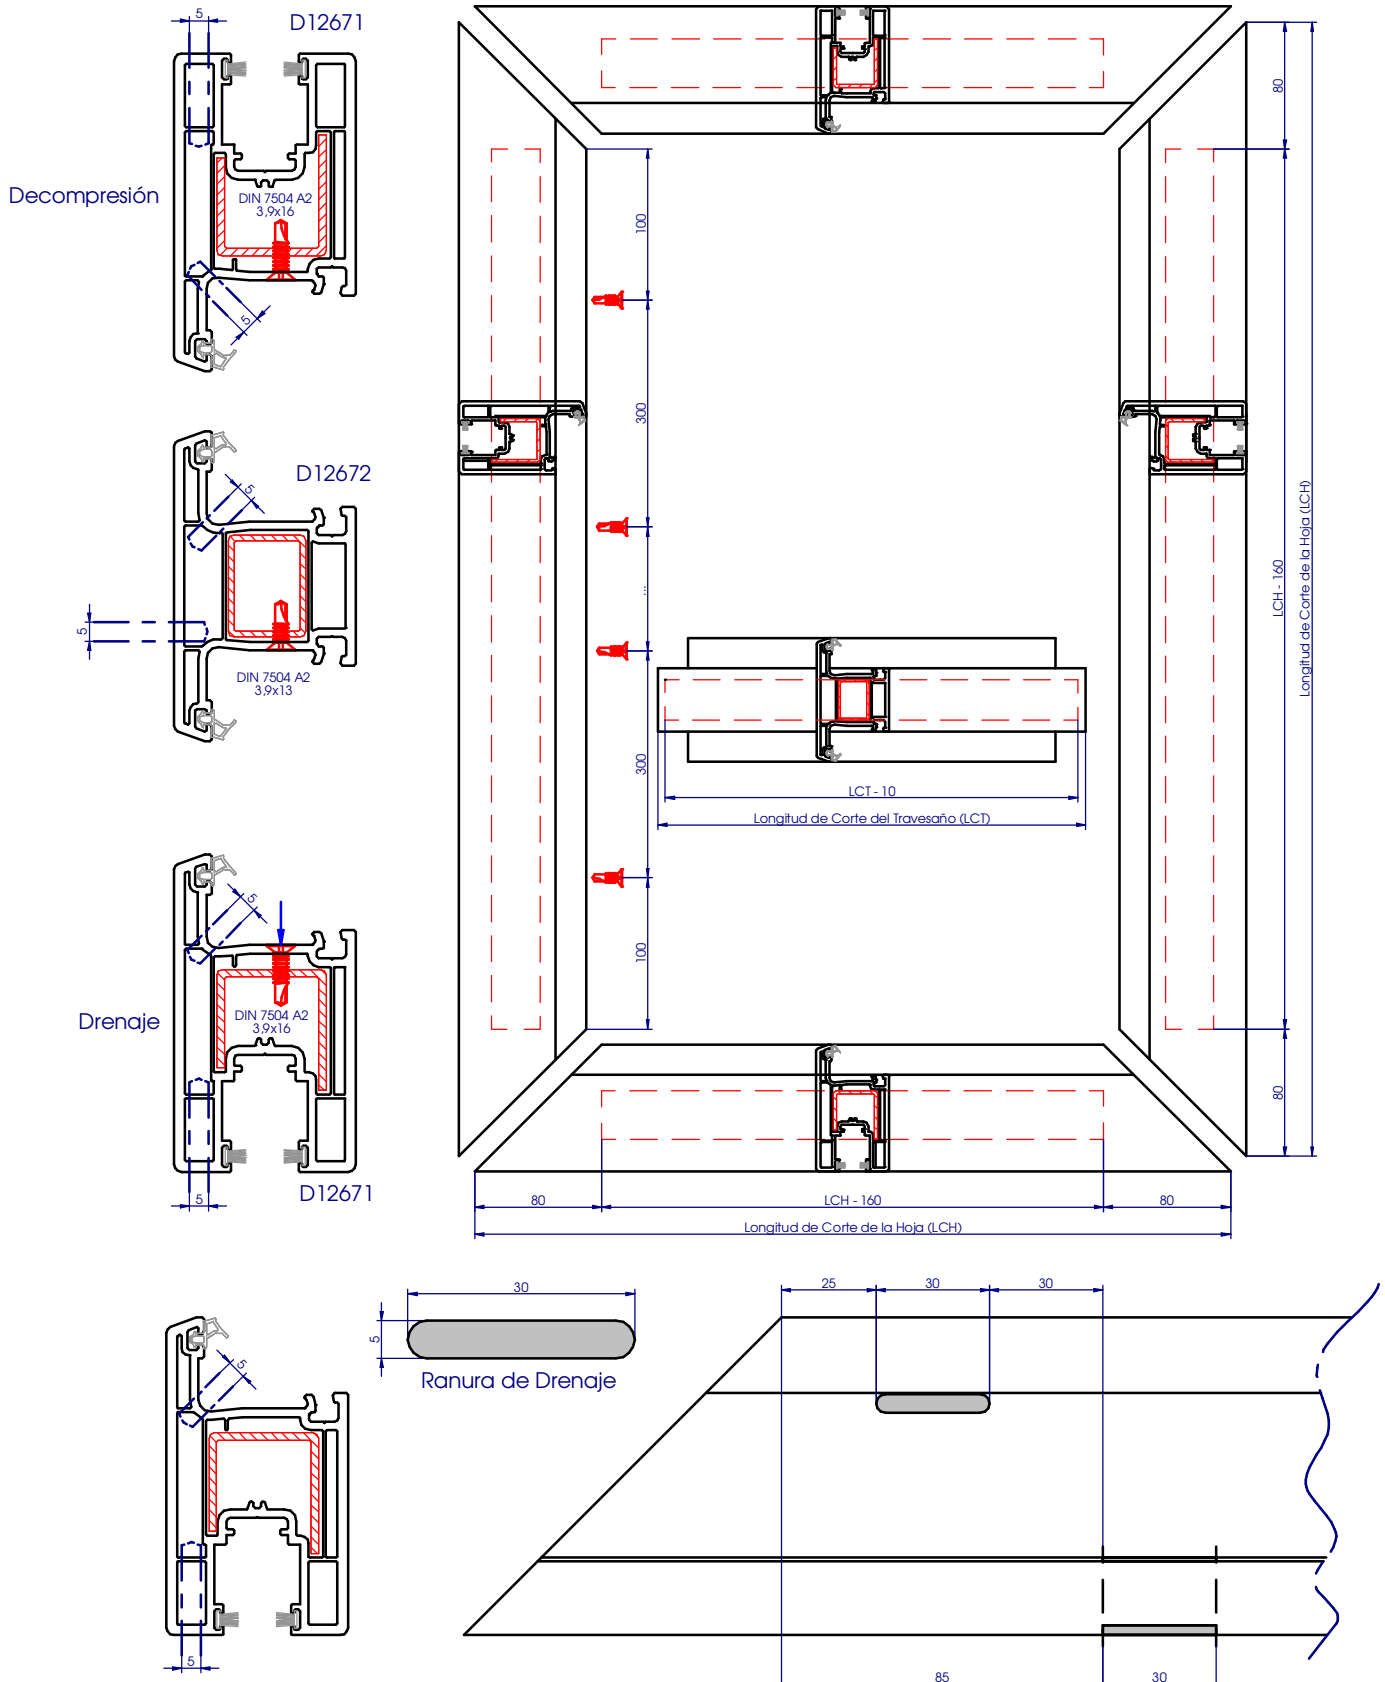 5
D12671
Decompresión
DIN 7504 A2
3,9x16
5
D12672
5
5
DIN 7504 A2
3,9x13
5
Drenaje
DIN 7504 A2
3,9x16
D12671
5
80
100
300
...
300
100
LCH - 160
Longitud de Corte de la Hoja (LCH)
80
LCT - 10
Longitud de Corte del Travesaño (LCT)
80
LCH - 160
80
Longitud de Corte de la Hoja (LCH)
30
5
Ranura de Drenaje
25
30
30
5
5
85
30